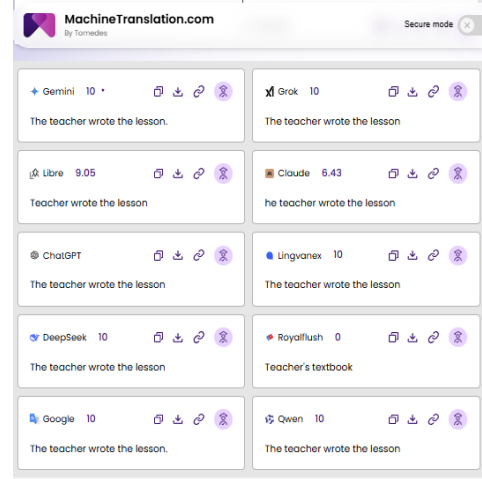 MachineTranslation.com
By Tomedes
Secure mode
Gemini 10
The teacher wrote the lesson.
Grok 10
The teacher wrote the lesson
Libre 9.05
Teacher wrote the lesson
Claude 6.43
he teacher wrote the lesson
ChatGPT
The teacher wrote the lesson.
Lingvanex 10
The teacher wrote the lesson.
DeepSeek 10
The teacher wrote the lesson
Royalflush 0
Teacher's textbook
Google 10
The teacher wrote the lesson.
Qwen 10
The teacher wrote the lesson